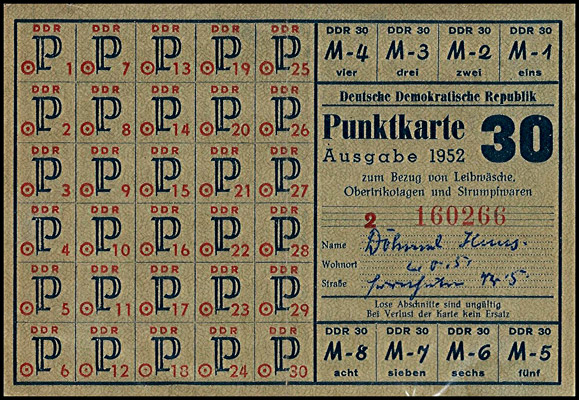 DDR DDR DDR DDR DDR
P 1 P 7 P 13 P 19 P 25
DDR DDR DDR DDR DDR
P 2 P 8 P 14 P 20 P 26
DDR DDR DDR DDR DDR
P 3 P 9 P 15 P 21 P 27
DDR DDR DDR DDR DDR
P 4 P 10 P 16 P 22 P 28
DDR DDR DDR DDR DDR
P 5 P 11 P 17 P 23 P 29
DDR DDR DDR DDR DDR
P 6 P 12 P 18 P 24 P 30
DDR 30 DDR 30 DDR 30 DDR 30
M-4 M-3 M-2 M-1
vier drei zwei eins
Deutsche Demokratische Republik
Punktkarte 30
Ausgabe 1952
zum Bezug von Leibwäsche,
Obertrikotagen und Strumpfwaren
2 160266
Name
Wohnort
Straße
Lose Abschnitte sind ungültig
Bei Verlust der Karte kein Ersatz
DDR 30 DDR 30 DDR 30 DDR 30
M-8 M-7 M-6 M-5
acht sieben sechs fünf